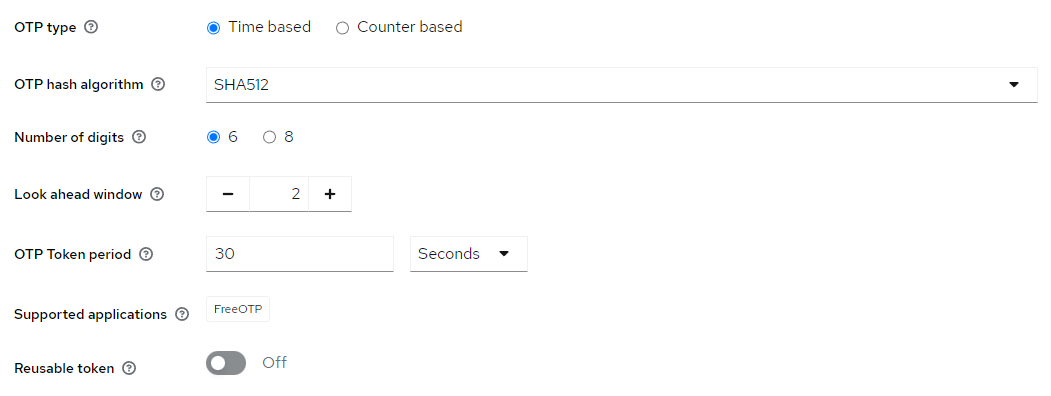 OTP type Time based Counter based
OTP hash algorithm SHA512
Number of digits 6 8
Look ahead window 2
OTP Token period 30 Seconds
Supported applications FreeOTP
Reusable token Off